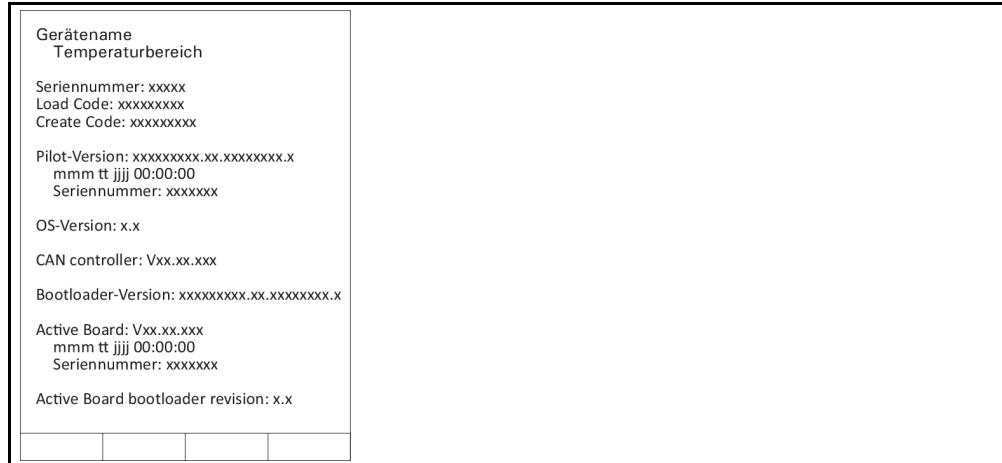 Gerätename
Temperaturbereich
Seriennummer: xxxxx
Load Code: xxxxxxxxx
Create Code: xxxxxxxxx
Pilot-Version: xxxxxxxxx.xx.xxxxxxxx.x
mmm tt jjjj 00:00:00
Seriennummer: xxxxxxx
OS-Version: x.x
CAN controller: Vxx.xx.xxx
Bootloader-Version: xxxxxxxxx.xx.xxxxxxxx.x
Active Board: Vxx.xx.xxx
mmm tt jjjj 00:00:00
Seriennummer: xxxxxxx
Active Board bootloader revision: x.x